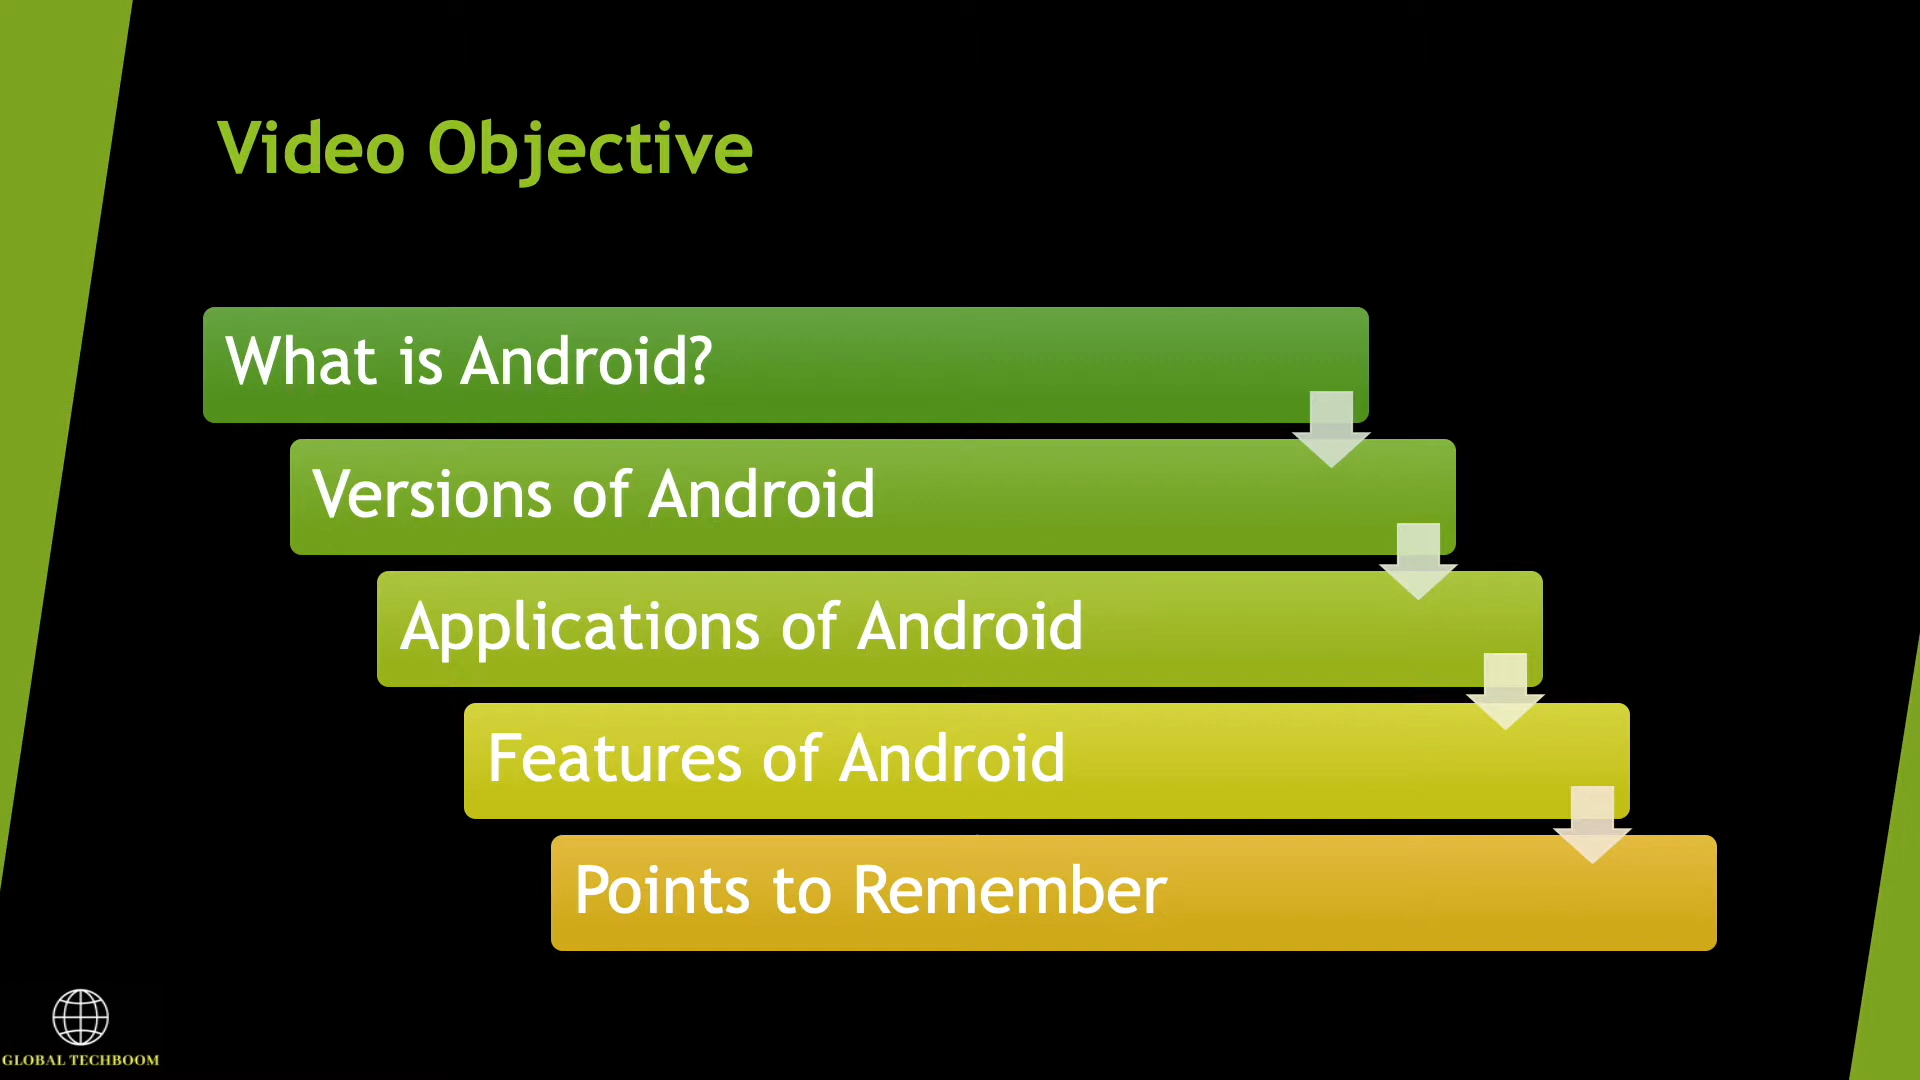 Video Objective
What is Android?
Versions of Android
Applications of Android
Features of Android
Points to Remember
GLOBAL TECHBOOM